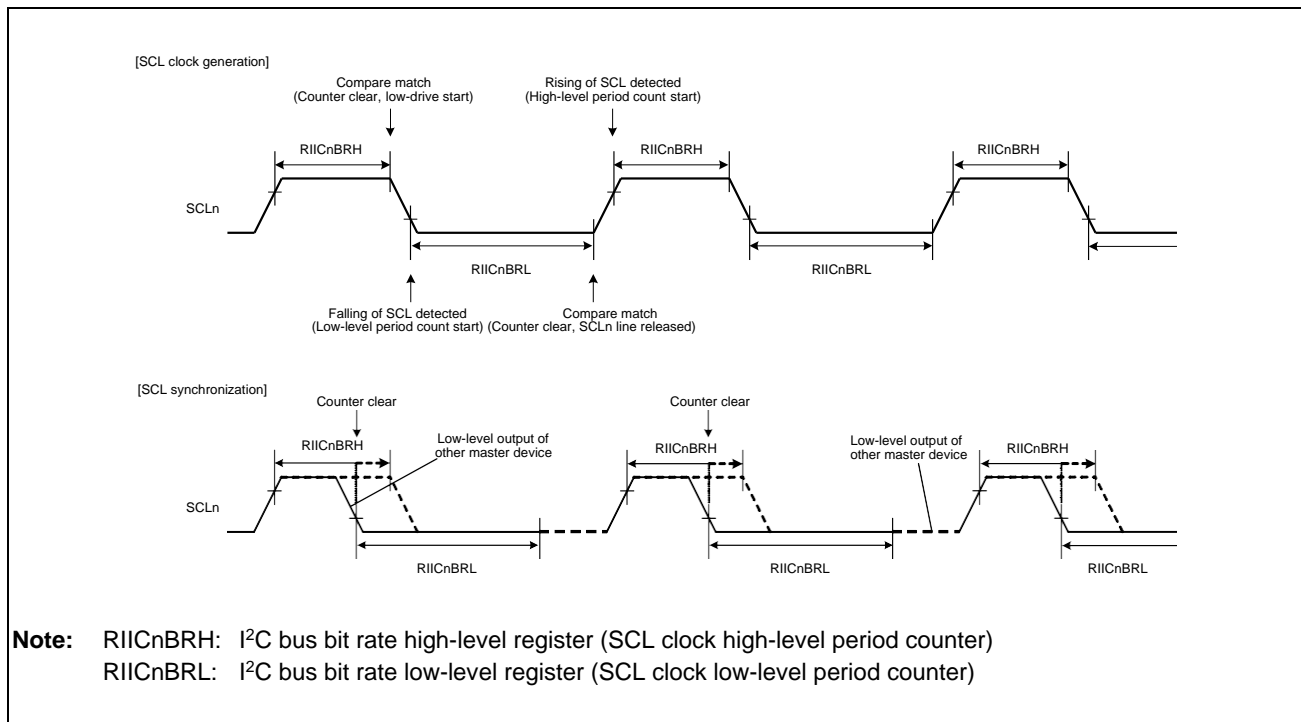 [SCL clock generation]
Compare match
(Counter clear, low-drive start)
Rising of SCL detected
(High-level period count start)
RIICnBRH
RIICnBRH
RIICnBRH
SCLn
RIICnBRL
RIICnBRL
Falling of SCL detected
(Low-level period count start)
Compare match
(Counter clear, SCLn line released)
[SCL synchronization]
Counter clear
Counter clear
RIICnBRH
Low-level output of
other master device
RIICnBRH
Low-level output of
other master device
RIICnBRH
SCLn
RIICnBRL
RIICnBRL
RIICnBRL
Note: RIICnBRH: I²C bus bit rate high-level register (SCL clock high-level period counter)
RIICnBRL: I²C bus bit rate low-level register (SCL clock low-level period counter)